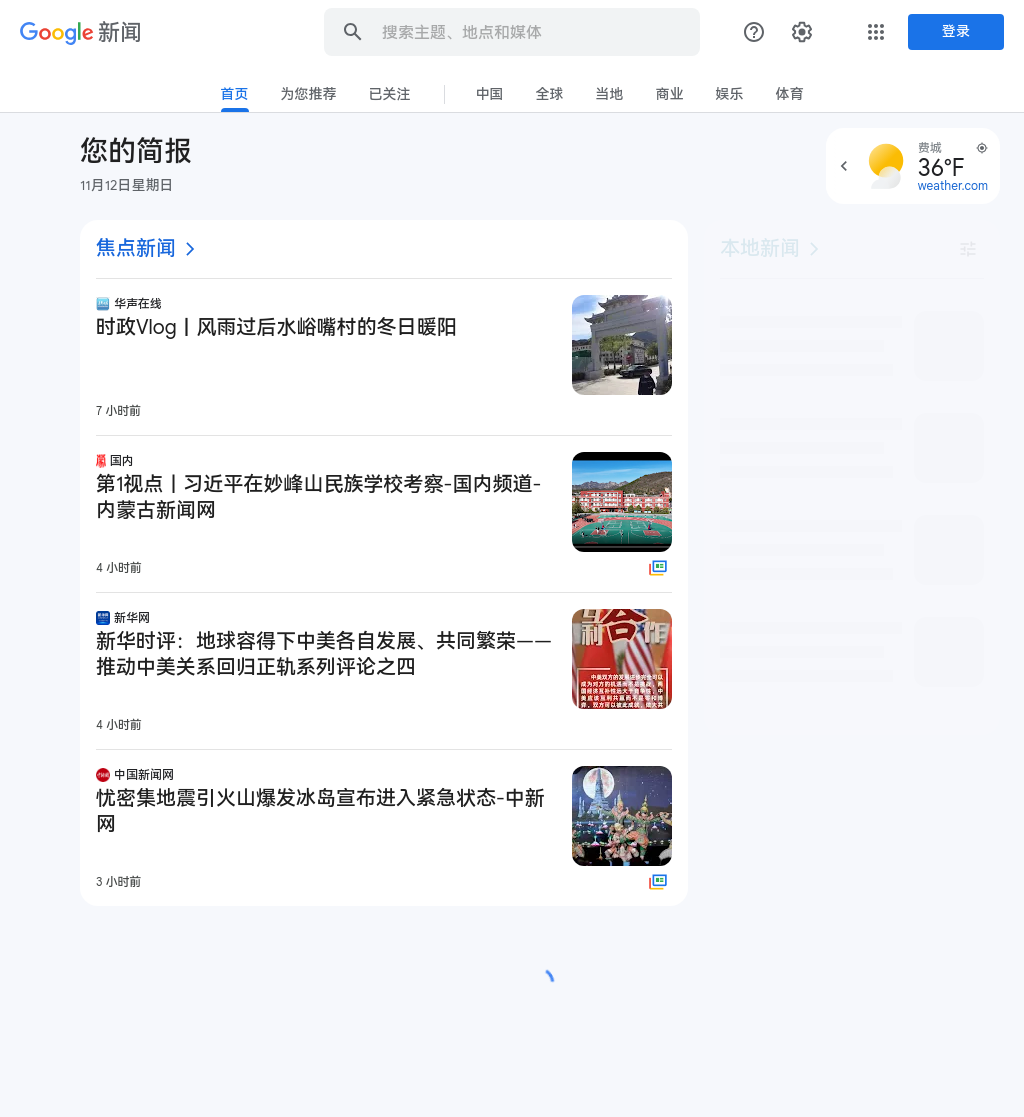 Google 新闻
搜索主题、地点和媒体
登录
首页 为您推荐 已关注 中国 全球 当地 商业 娱乐 体育
您的简报
11月12日星期日
费城
36°F
weather.com
焦点新闻
本地新闻
华声在线
时政Vlog丨风雨过后水峪嘴村的冬日暖阳
7 小时前
国内
第1视点丨习近平在妙峰山民族学校考察-国内频道-
内蒙古新闻网
4 小时前
新华网
新华时评：地球容得下中美各自发展、共同繁荣——
推动中美关系回归正轨系列评论之四
合作
4 小时前
中国新闻网
忧密集地震引火山爆发冰岛宣布进入紧急状态-中新
网
3 小时前